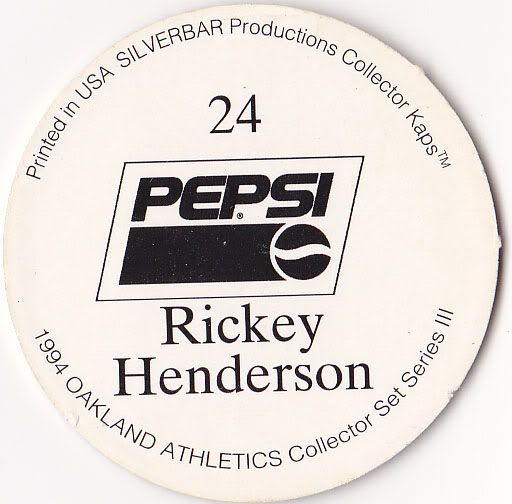 Printed in USA SILVERBAR Productions Collector Kaps™
24
PEPSI®
Rickey
Henderson
1994 OAKLAND ATHLETICS Collector Set Series III